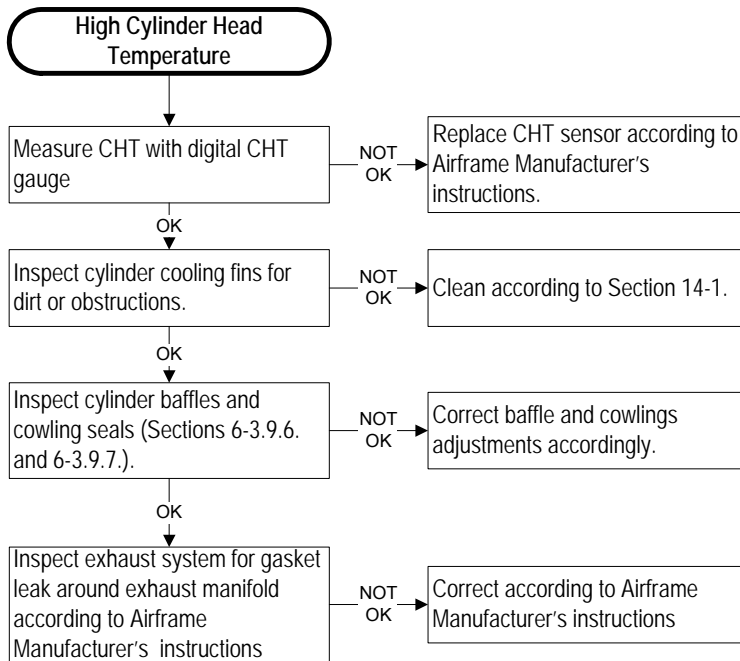 High Cylinder Head
Temperature
Measure CHT with digital CHT
gauge
NOT
OK
Replace CHT sensor according to
Airframe Manufacturer's
instructions.
OK
Inspect cylinder cooling fins for
dirt or obstructions.
NOT
OK
Clean according to Section 14-1.
OK
Inspect cylinder baffles and
cowling seals (Sections 6-3.9.6.
and 6-3.9.7.).
NOT
OK
Correct baffle and cowlings
adjustments accordingly.
OK
Inspect exhaust system for gasket
leak around exhaust manifold
according to Airframe
Manufacturer's instructions
NOT
OK
Correct according to Airframe
Manufacturer's instructions